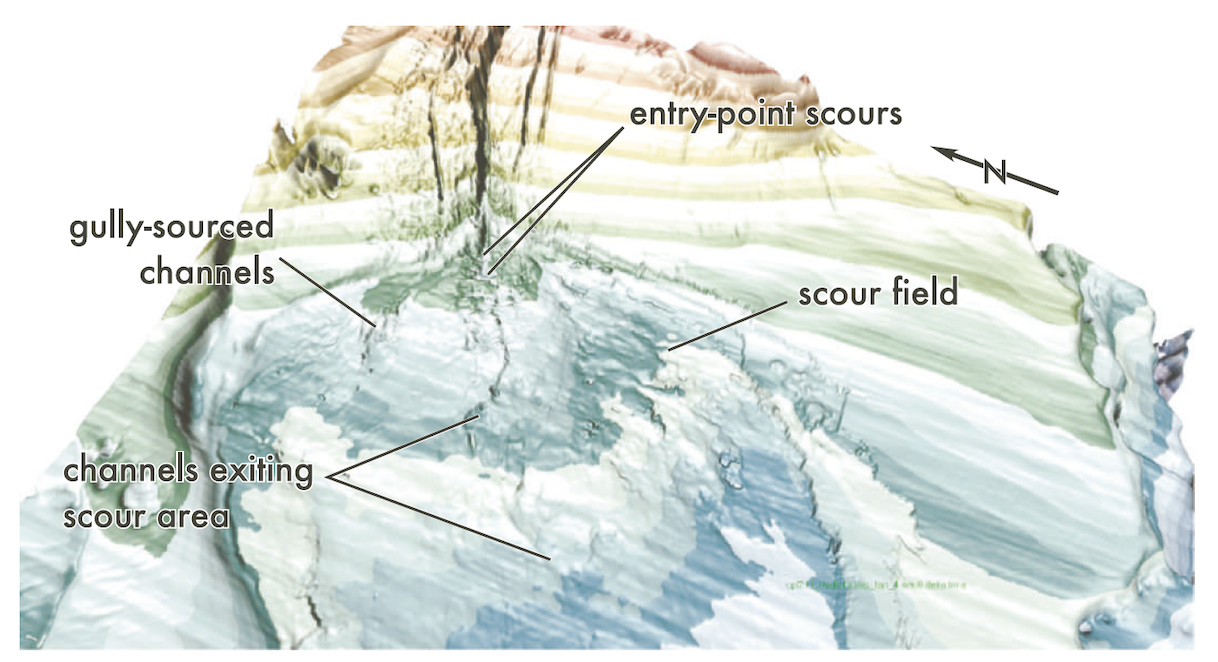 entry-point scours
N
gully-sourced
channels
scour field
channels exiting
scour area